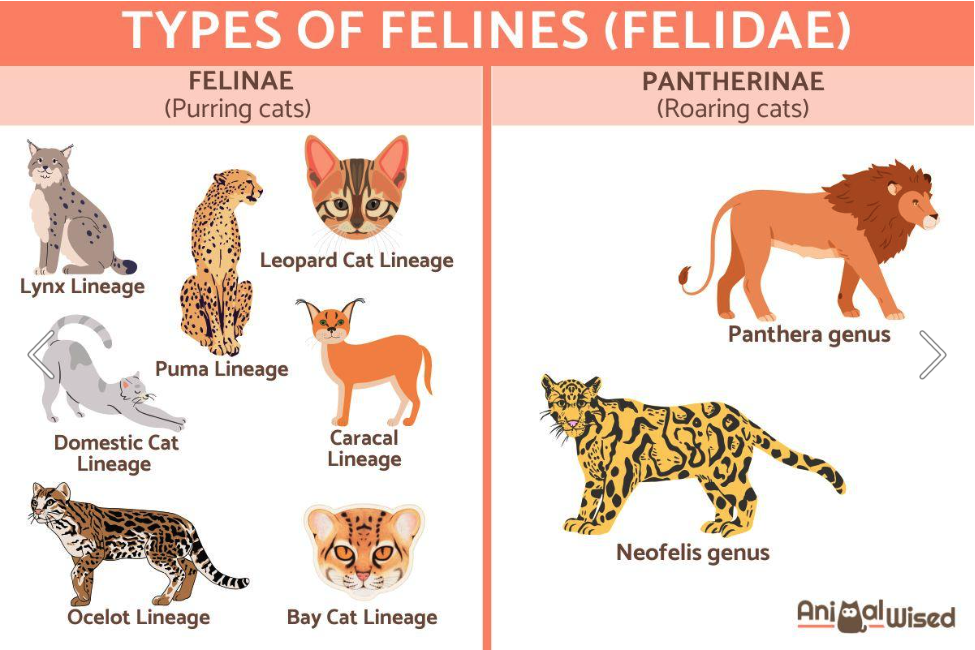 TYPES OF FELINES (FELIDAE)
FELINAE
(Purring cats)
Lynx Lineage
Puma Lineage
Leopard Cat Lineage
Domestic Cat
Lineage
Caracal
Lineage
Ocelot Lineage
Bay Cat Lineage
PANTHERINAE
(Roaring cats)
Panthera genus
Neofelis genus
AnimalWised